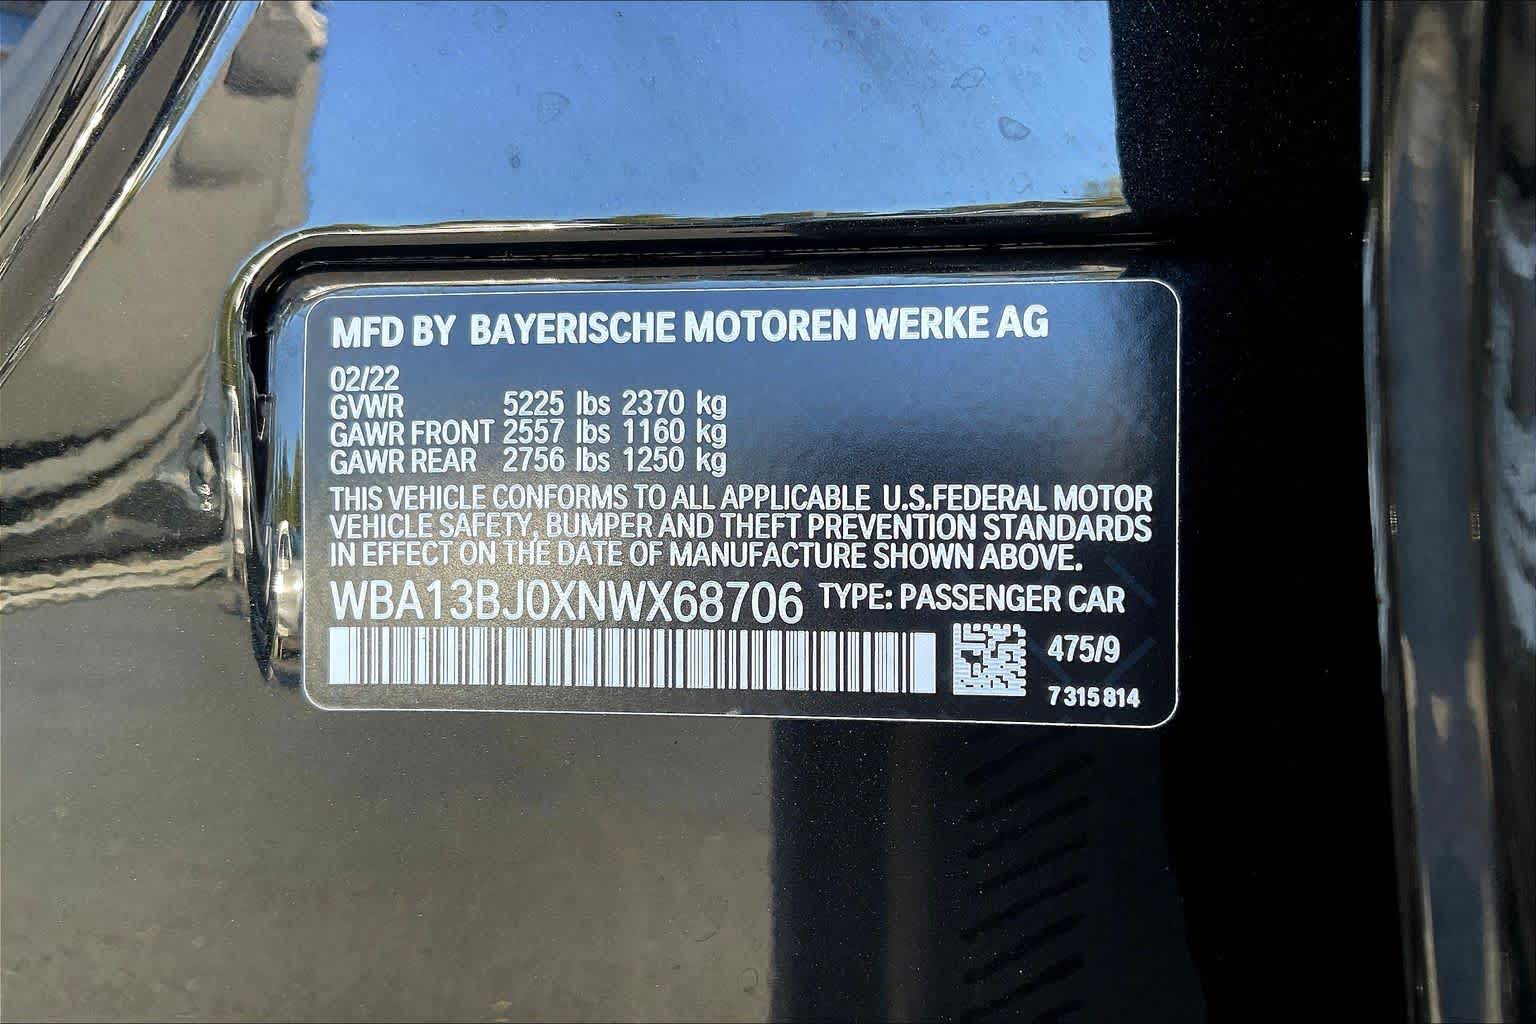 MFD BY BAYERISCHE MOTOREN WERKE AG
02/22
GVWR 5225 lbs 2370 kg
GAWR FRONT 2557 lbs 1160 kg
GAWR REAR 2756 lbs 1250 kg
THIS VEHICLE CONFORMS TO ALL APPLICABLE U.S.FEDERAL MOTOR
VEHICLE SAFETY, BUMPER AND THEFT PREVENTION STANDARDS
IN EFFECT ON THE DATE OF MANUFACTURE SHOWN ABOVE.
WBA13BJ0XNWX68706 TYPE: PASSENGER CAR
475/9
7 315 814